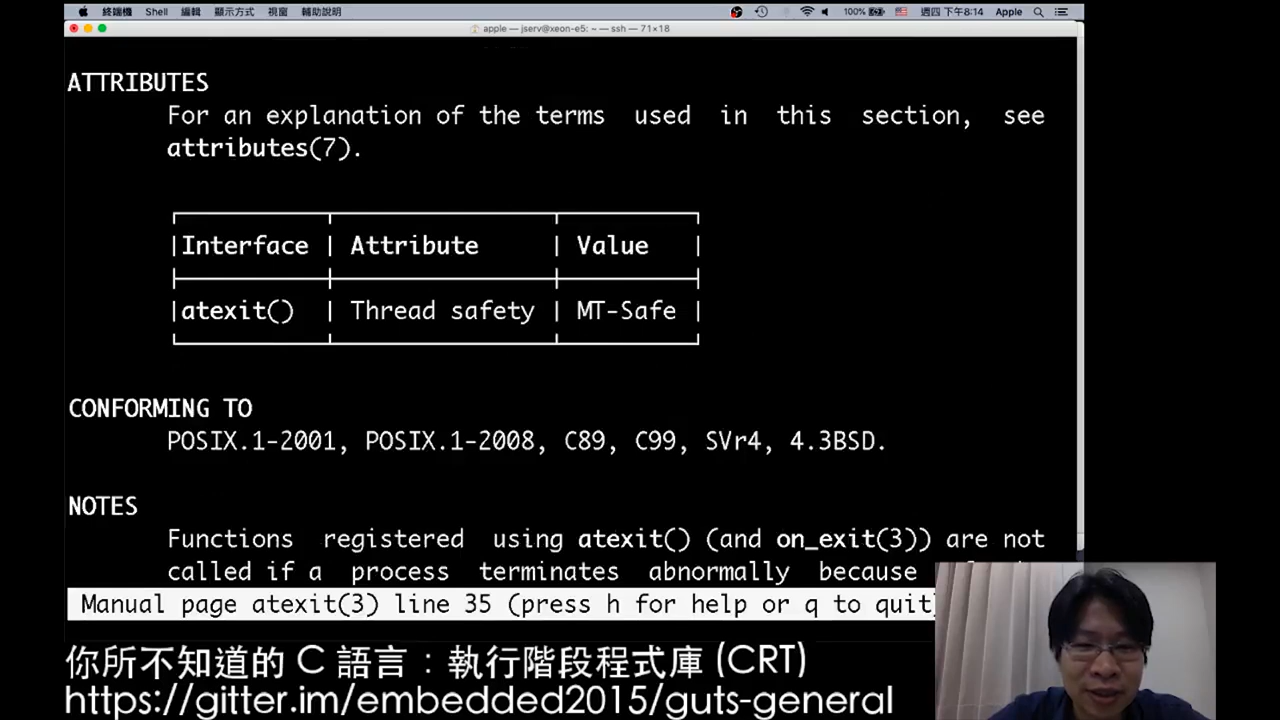 終端機 Shell 編輯 顯示方式 視窗 輔助說明 100% 週四 下午8:14 Apple
apple — jserv@xeon-e5: ~ — ssh — 71×18
ATTRIBUTES
For an explanation of the terms used in this section, see
attributes(7).
Interface | Attribute | Value
atexit() | Thread safety | MT-Safe
CONFORMING TO
POSIX.1-2001, POSIX.1-2008, C89, C99, SVr4, 4.3BSD.
NOTES
Functions registered using atexit() (and on_exit(3)) are not
called if a process terminates abnormally because
Manual page atexit(3) line 35 (press h for help or q to quit)
你所不知道的 C 語言：執行階段程式庫 (CRT)
https://gitter.im/embedded2015/guts-general